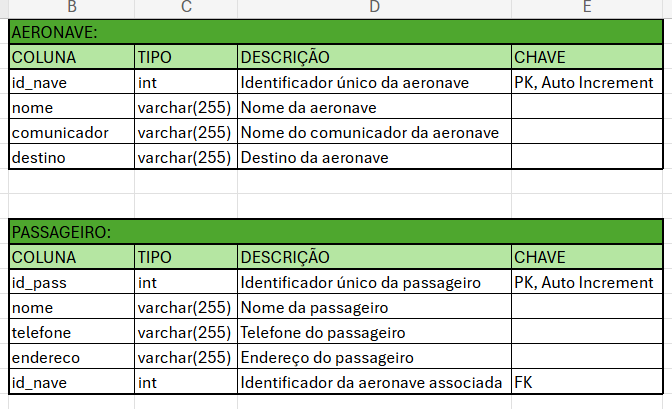 B C D E
AERONAVE:
COLUNA TIPO DESCRIÇÃO CHAVE
id_nave int Identificador único da aeronave PK, Auto Increment
nome varchar(255) Nome da aeronave
comunicador varchar(255) Nome do comunicador da aeronave
destino varchar(255) Destino da aeronave
PASSAGEIRO:
COLUNA TIPO DESCRIÇÃO CHAVE
id_pass int Identificador único da passageiro PK, Auto Increment
nome varchar(255) Nome da passageiro
telefone varchar(255) Telefone do passageiro
endereco varchar(255) Endereço do passageiro
id_nave int Identificador da aeronave associada FK